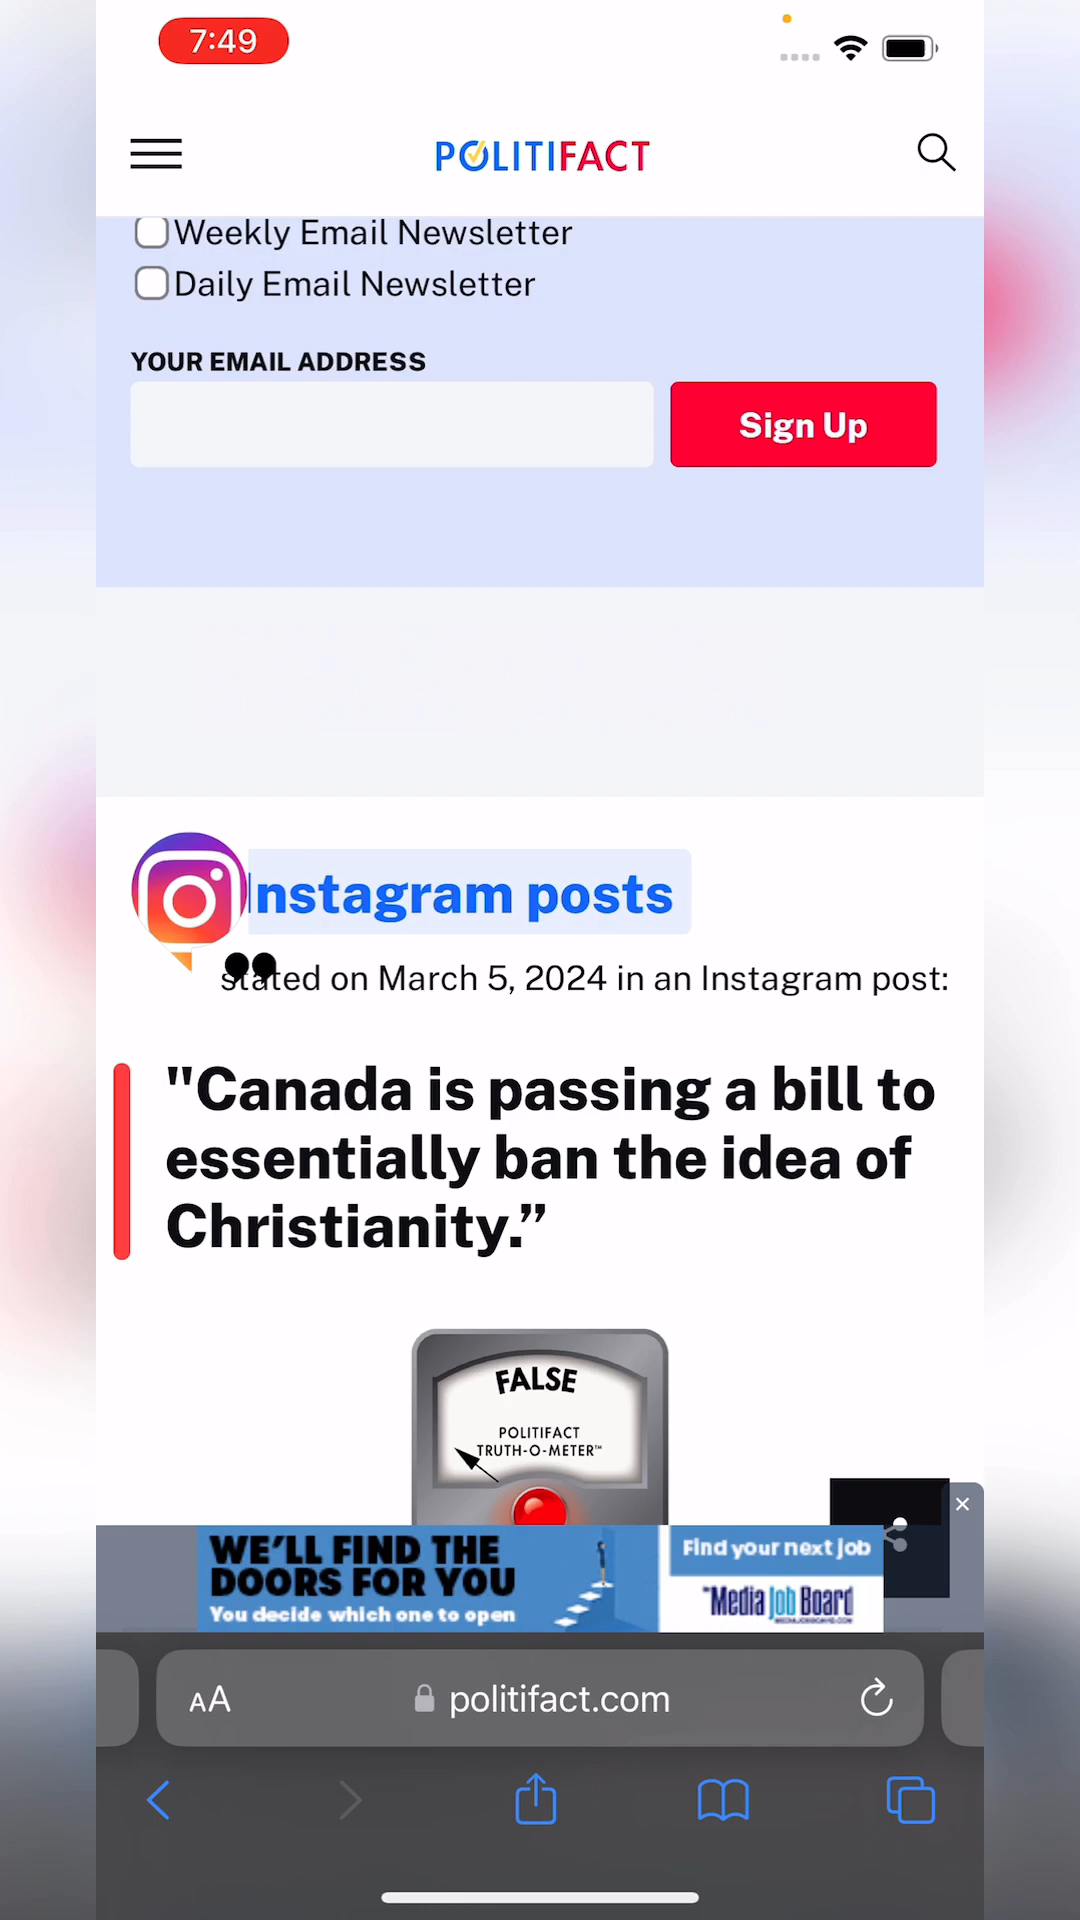 7:49
POLITIFACT
Weekly Email Newsletter
Daily Email Newsletter
YOUR EMAIL ADDRESS
Sign Up
Instagram posts
stated on March 5, 2024 in an Instagram post:
"Canada is passing a bill to
essentially ban the idea of
Christianity.”
FALSE
POLITIFACT
TRUTH-O-METER™
WE'LL FIND THE
DOORS FOR YOU
You decide which one to open
Find your next job
Media Job Board
MEDIAJOBBOARD.COM
AA
politifact.com